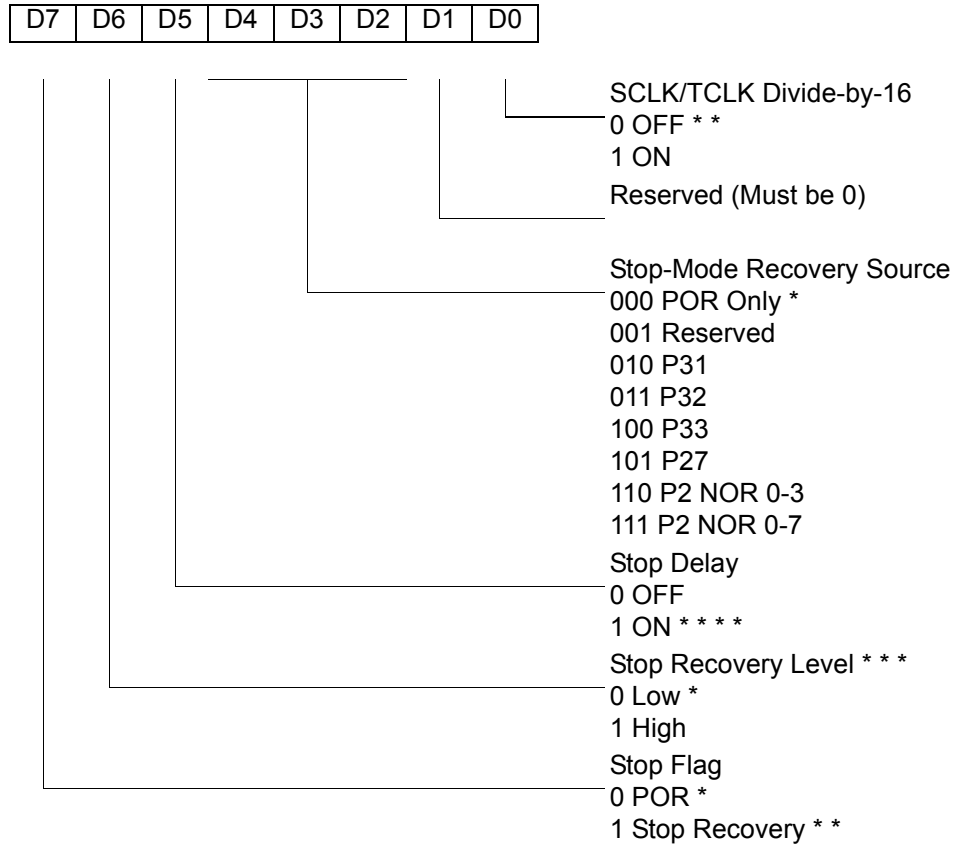 D7 D6 D5 D4 D3 D2 D1 D0
SCLK/TCLK Divide-by-16
0 OFF * *
1 ON
Reserved (Must be 0)
Stop-Mode Recovery Source
000 POR Only *
001 Reserved
010 P31
011 P32
100 P33
101 P27
110 P2 NOR 0-3
111 P2 NOR 0-7
Stop Delay
0 OFF
1 ON * * * *
Stop Recovery Level * * *
0 Low *
1 High
Stop Flag
0 POR *
1 Stop Recovery * *